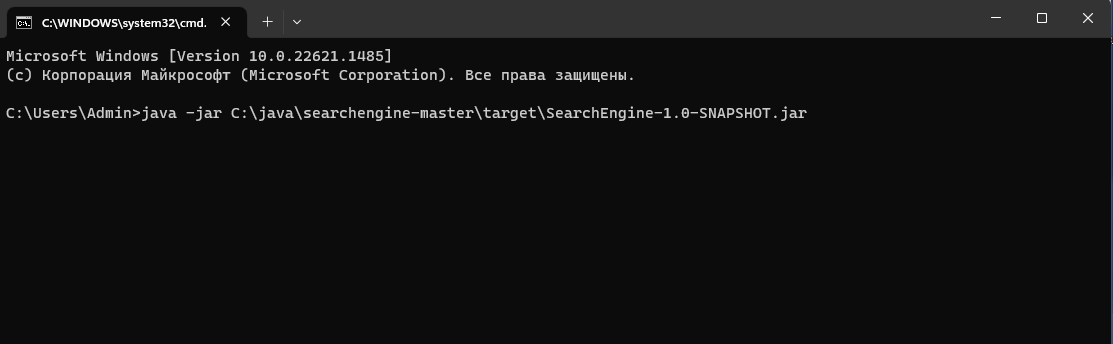 C:\WINDOWS\system32\cmd.
Microsoft Windows [Version 10.0.22621.1485]
(c) Корпорация Майкрософт (Microsoft Corporation). Все права защищены.
C:\Users\Admin>java -jar C:\java\searchengine-master\target\SearchEngine-1.0-SNAPSHOT.jar